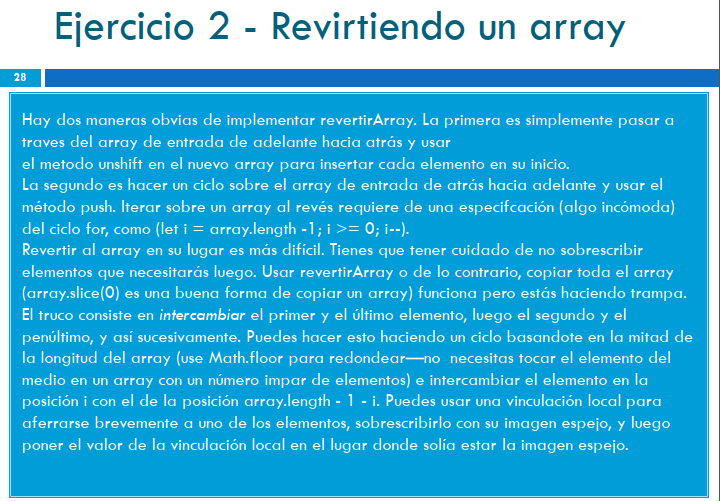 Ejercicio 2 - Revirtiendo un array
28
Hay dos maneras obvias de implementar revertirArray. La primera es simplemente pasar a
traves del array de entrada de adelante hacia atrás y usar
el metodo unshift en el nuevo array para insertar cada elemento en su inicio.
La segundo es hacer un ciclo sobre el array de entrada de atrás hacia adelante y usar el
método push. Iterar sobre un array al revés requiere de una especifcación (algo incómoda)
del ciclo for, como (let i = array.length -1; i >= 0; i--).
Revertir al array en su lugar es más difícil. Tienes que tener cuidado de no sobrescribir
elementos que necesitarás luego. Usar revertirArray o de lo contrario, copiar toda el array
(array.slice(0) es una buena forma de copiar un array) funciona pero estás haciendo trampa.
El truco consiste en intercambiar el primer y el último elemento, luego el segundo y el
penúltimo, y así sucesivamente. Puedes hacer esto haciendo un ciclo basandote en la mitad de
la longitud del array (use Math.floor para redondear—no necesitas tocar el elemento del
medio en un array con un número impar de elementos) e intercambiar el elemento en la
posición i con el de la posición array.length - 1 - i. Puedes usar una vinculación local para
aferrarse brevemente a uno de los elementos, sobrescribirlo con su imagen espejo, y luego
poner el valor de la vinculación local en el lugar donde solía estar la imagen espejo.